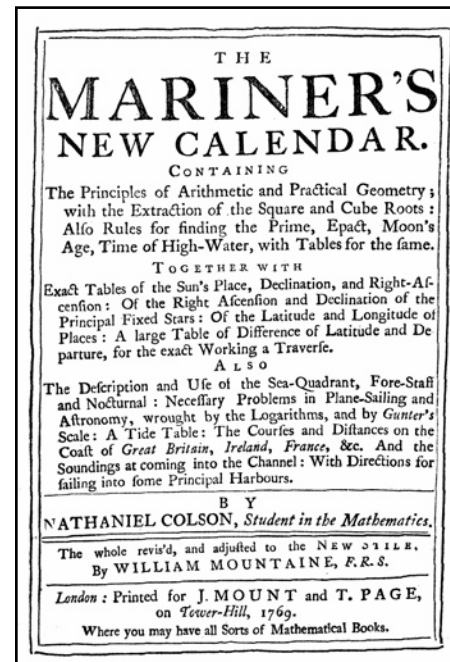 THE
MARINER'S
NEW CALENDAR.
CONTAINING
The Principles of Arithmetic and Practical Geometry;
with the Extraction of the Square and Cube Roots:
Alſo Rules for finding the Prime, Epact, Moon's
Age, Time of High-Water, with Tables for the ſame.
TOGETHER WITH
Exact Tables of the Sun's Place, Declination, and Right-Aſ-
cenſion: Of the Right Aſcenſion and Declination of the
Principal Fixed Stars: Of the Latitude and Longitude of
Places: A large Table of Difference of Latitude and De
parture, for the exact Working a Traverſe.
ALSO
The Deſcription and Uſe of the Sea-Quadrant, Fore-Staff
and Nocturnal: Neceſſary Problems in Plane-Sailing and
Aſtronomy, wrought by the Logarithms, and by Gunter's
Scale: A Tide Table: The Courſes and Diſtances on the
Coaſt of Great Britain, Ireland, France, &c. And the
Soundings at coming into the Channel: With Directions for
ſailing into ſome Principal Harbours.
BY
NATHANIEL COLSON, Student in the Mathematics.
The whole revis'd, and adjuſted to the NEW STILE,
By WILLIAM MOUNTAINE, F.R.S.
London: Printed for J. MOUNT and T. PAGE,
on Tower-Hill, 1769.
Where you may have all Sorts of Mathematical Books.